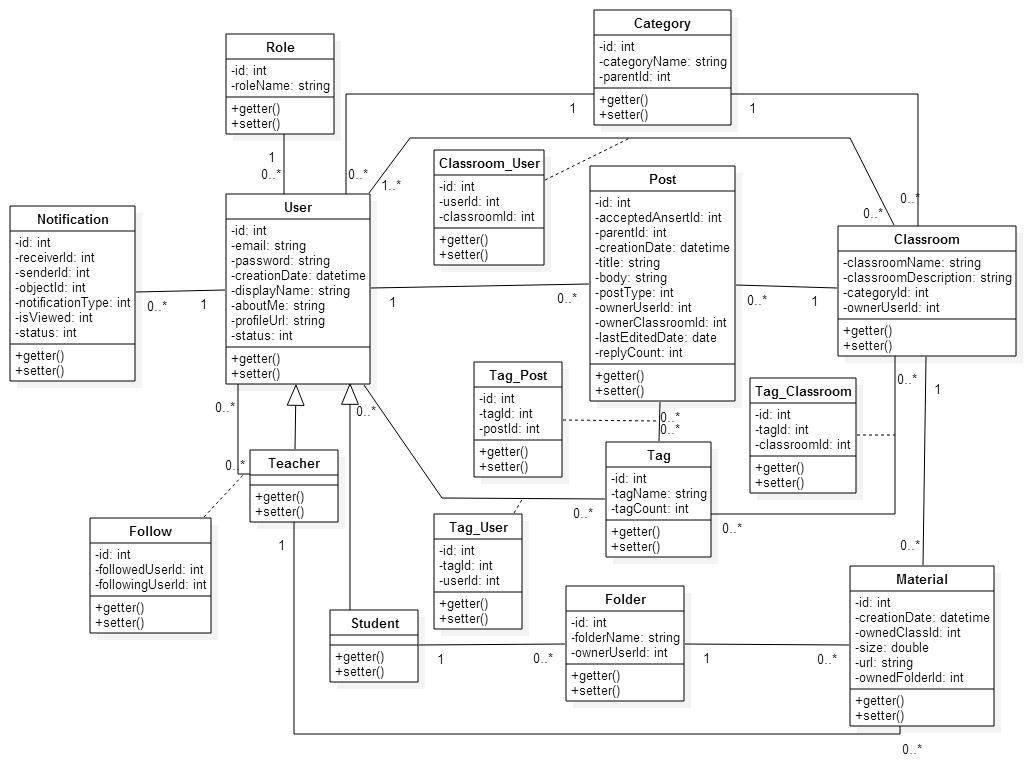 Category
-id: int
-categoryName: string
-parentId: int
+getter()
+setter()
1
1
Role
-id: int
-roleName: string
+getter()
+setter()
1
0..*
0..*
1..*
Classroom_User
-id: int
-userId: int
-classroomId: int
+getter()
+setter()
Post
-id: int
-acceptedAnsertId: int
-parentId: int
-creationDate: datetime
-title: string
-body: string
-postType: int
-ownerUserId: int
-ownerClassroomId: int
-lastEditedDate: date
-replyCount: int
+getter()
+setter()
0..*
0..*
Classroom
-classroomName: string
-classroomDescription: string
-categoryId: int
-ownerUserId: int
+getter()
+setter()
Notification
-id: int
-receiverId: int
-senderId: int
-objectId: int
-notificationType: int
-isViewed: int
-status: int
+getter()
+setter()
0..*
1
User
-id: int
-email: string
-password: string
-creationDate: datetime
-displayName: string
-aboutMe: string
-profileUrl: string
-status: int
+getter()
+setter()
1
0..*
0..*
1
0..*
0..*
0..*
1
Tag_Post
-id: int
-tagId: int
-postId: int
+getter()
+setter()
0..*
0..*
Tag_Classroom
-id: int
-tagId: int
-classroomId: int
+getter()
+setter()
0..*
Teacher
+getter()
+setter()
1
Tag
-id: int
-tagName: string
-tagCount: int
+getter()
+setter()
0..*
0..*
0..*
Follow
-id: int
-followedUserId: int
-followingUserId: int
+getter()
+setter()
Tag_User
-id: int
-tagId: int
-userId: int
+getter()
+setter()
Student
+getter()
+setter()
1
0..*
Folder
-id: int
-folderName: string
-ownerUserId: int
+getter()
+setter()
1
0..*
Material
-id: int
-creationDate: datetime
-ownedClassId: int
-size: double
-url: string
-ownedFolderId: int
+getter()
+setter()
0..*